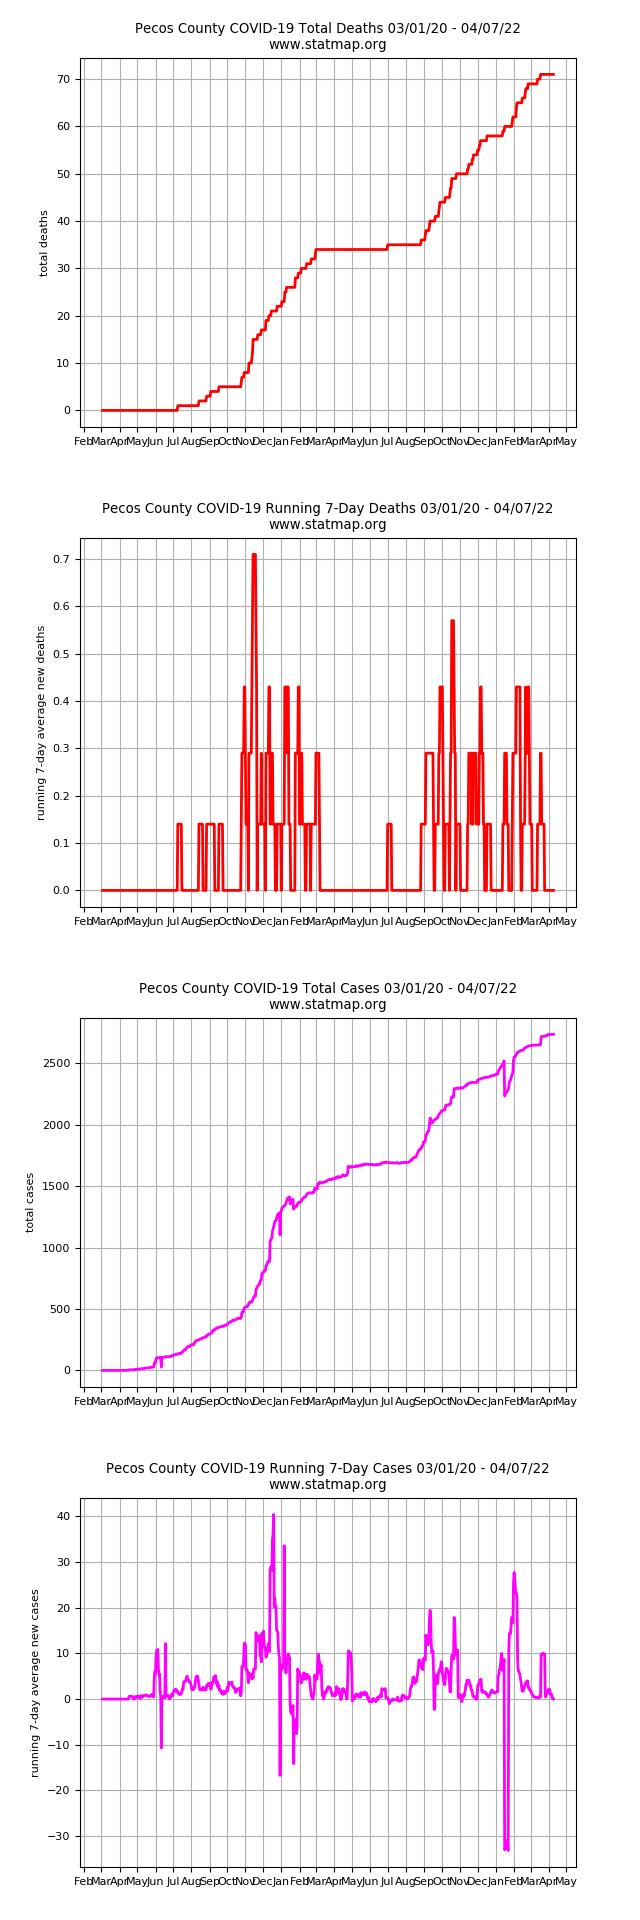 Pecos County COVID-19 Total Deaths 03/01/20 - 04/07/22
www.statmap.org
70
60
50
40
30
20
10
0
total deaths
Feb Mar Apr May Jun Jul Aug Sep Oct Nov Dec Jan Feb Mar Apr May Jun Jul Aug Sep Oct Nov Dec Jan Feb Mar Apr May
Pecos County COVID-19 Running 7-Day Deaths 03/01/20 - 04/07/22
www.statmap.org
0.7
0.6
0.5
0.4
0.3
0.2
0.1
0.0
running 7-day average new deaths
Feb Mar Apr May Jun Jul Aug Sep Oct Nov Dec Jan Feb Mar Apr May Jun Jul Aug Sep Oct Nov Dec Jan Feb Mar Apr May
Pecos County COVID-19 Total Cases 03/01/20 - 04/07/22
www.statmap.org
2500
2000
1500
1000
500
0
total cases
Feb Mar Apr May Jun Jul Aug Sep Oct Nov Dec Jan Feb Mar Apr May Jun Jul Aug Sep Oct Nov Dec Jan Feb Mar Apr May
Pecos County COVID-19 Running 7-Day Cases 03/01/20 - 04/07/22
www.statmap.org
40
30
20
10
0
−10
−20
−30
running 7-day average new cases
Feb Mar Apr May Jun Jul Aug Sep Oct Nov Dec Jan Feb Mar Apr May Jun Jul Aug Sep Oct Nov Dec Jan Feb Mar Apr May